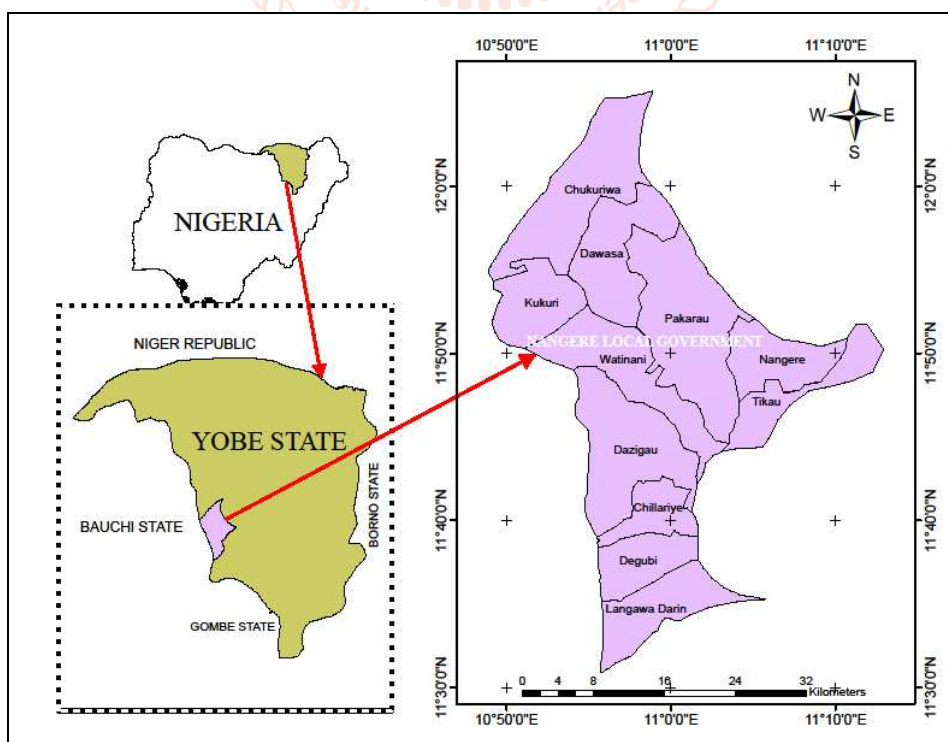 NIGERIA
NIGER REPUBLIC
YOBE STATE
BAUCHI STATE
BORNO STATE
GOMBE STATE
10°50'0"E 11°0'0"E 11°10'0"E
N
W E
S
12°0'0"N 12°0'0"N
Chukuriwa
Dawasa
Kukuri
Pakarau
NANGERE LOCAL GOVERNMENT
11°50'0"N 11°50'0"N
Watinani
Nangere
Tikau
Dazigau
Chillariye
11°40'0"N 11°40'0"N
Degubi
Langawa Darin
0 4 8 16 24 32
Kilometers
11°30'0"N 11°30'0"N
10°50'0"E 11°0'0"E 11°10'0"E